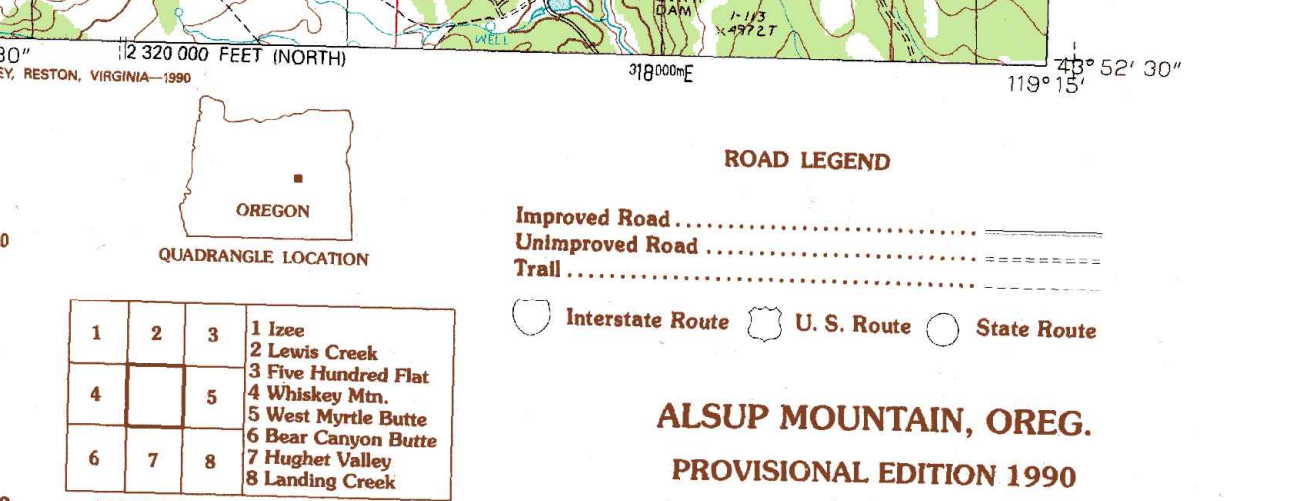 DAM
1-113
x4972T
WELL
30"
2 320 000 FEET (NORTH)
318000mE
43° 52' 30"
119° 15'
EY, RESTON, VIRGINIA—1990
OREGON
QUADRANGLE LOCATION
ROAD LEGEND
Improved Road
Unimproved Road
Trail
Interstate Route
U. S. Route
State Route
1
2
3
4
5
6
7
8
1 Izee
2 Lewis Creek
3 Five Hundred Flat
4 Whiskey Mtn.
5 West Myrtle Butte
6 Bear Canyon Butte
7 Hughet Valley
8 Landing Creek
ALSUP MOUNTAIN, OREG.
PROVISIONAL EDITION 1990